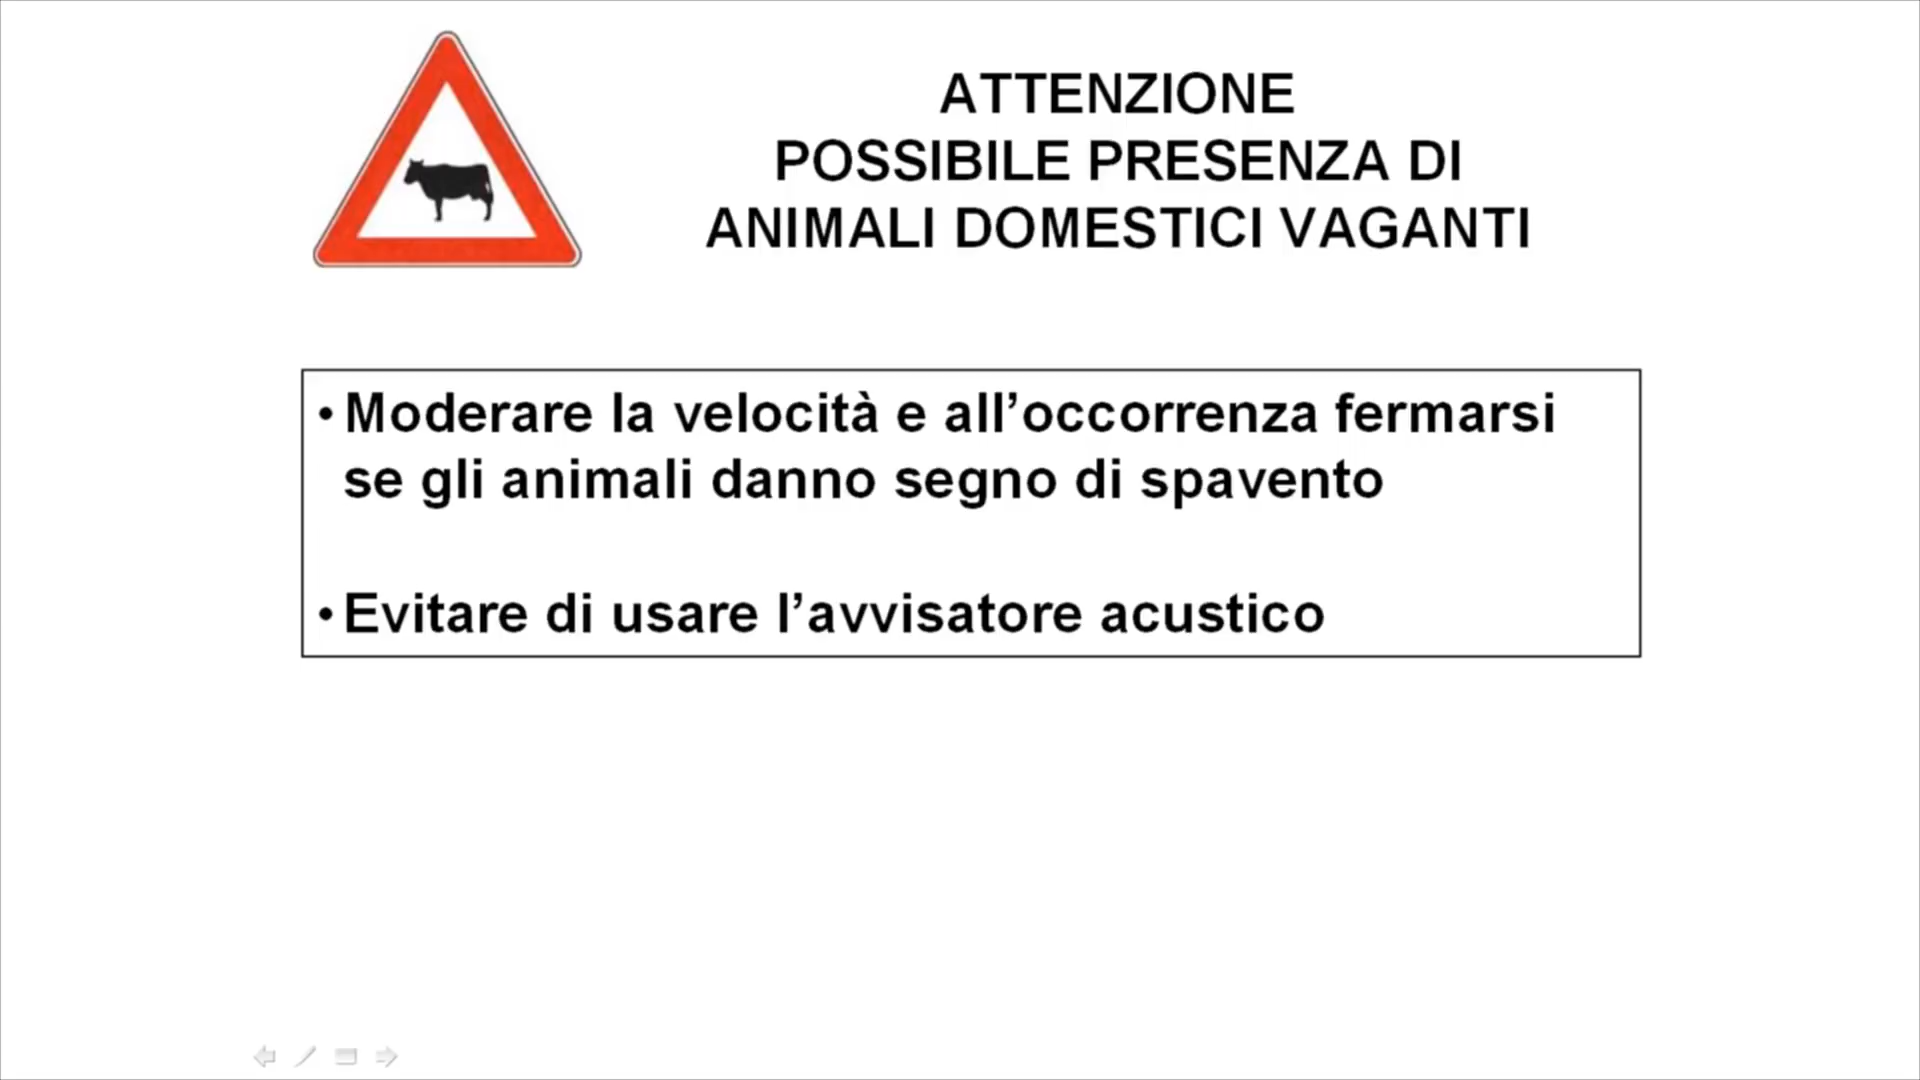 ATTENZIONE
POSSIBILE PRESENZA DI
ANIMALI DOMESTICI VAGANTI
• Moderare la velocità e all’occorrenza fermarsi
se gli animali danno segno di spavento
• Evitare di usare l’avvisatore acustico